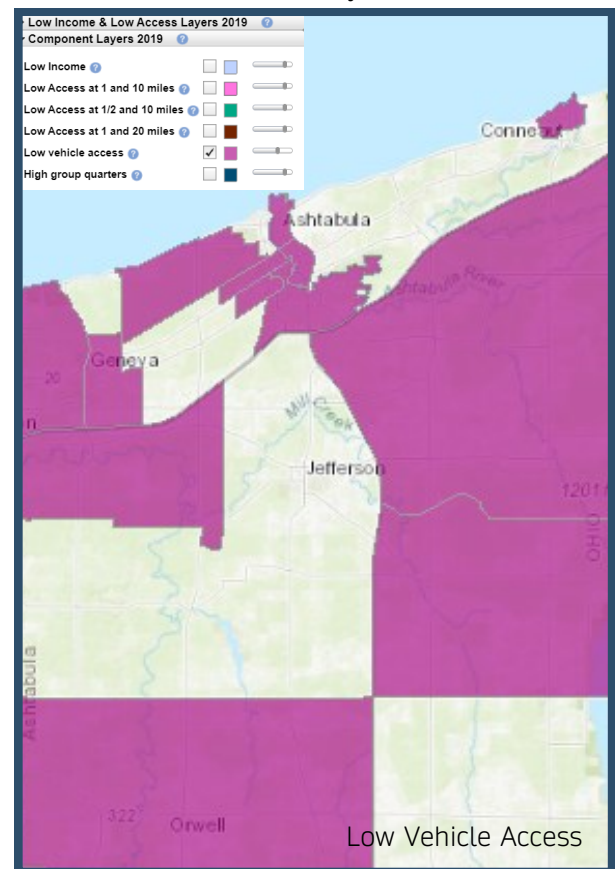 Low Income & Low Access Layers 2019
Component Layers 2019
Low Income
Low Access at 1 and 10 miles
Low Access at 1/2 and 10 miles
Low Access at 1 and 20 miles
Low vehicle access
High group quarters
Conneaut
Ashtabula
Ashtabula River
Geneva
20
n
Mill Creek
Jefferson
1201
OHIO
Ashtabula
322
Orwell
Low Vehicle Access